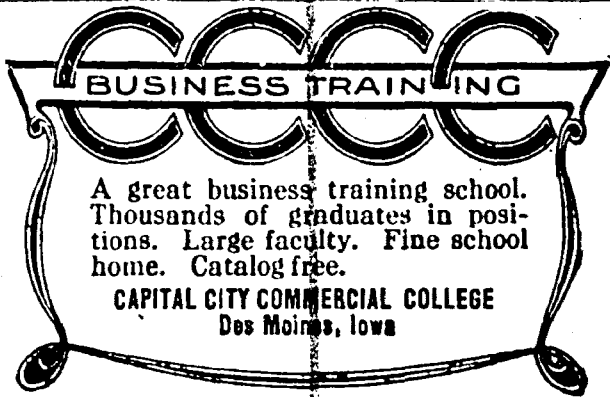 CCCC
BUSINESS TRAINING
A great business training school.
Thousands of graduates in posi-
tions. Large faculty. Fine school
home. Catalog free.
CAPITAL CITY COMMERCIAL COLLEGE
Des Moines, Iowa